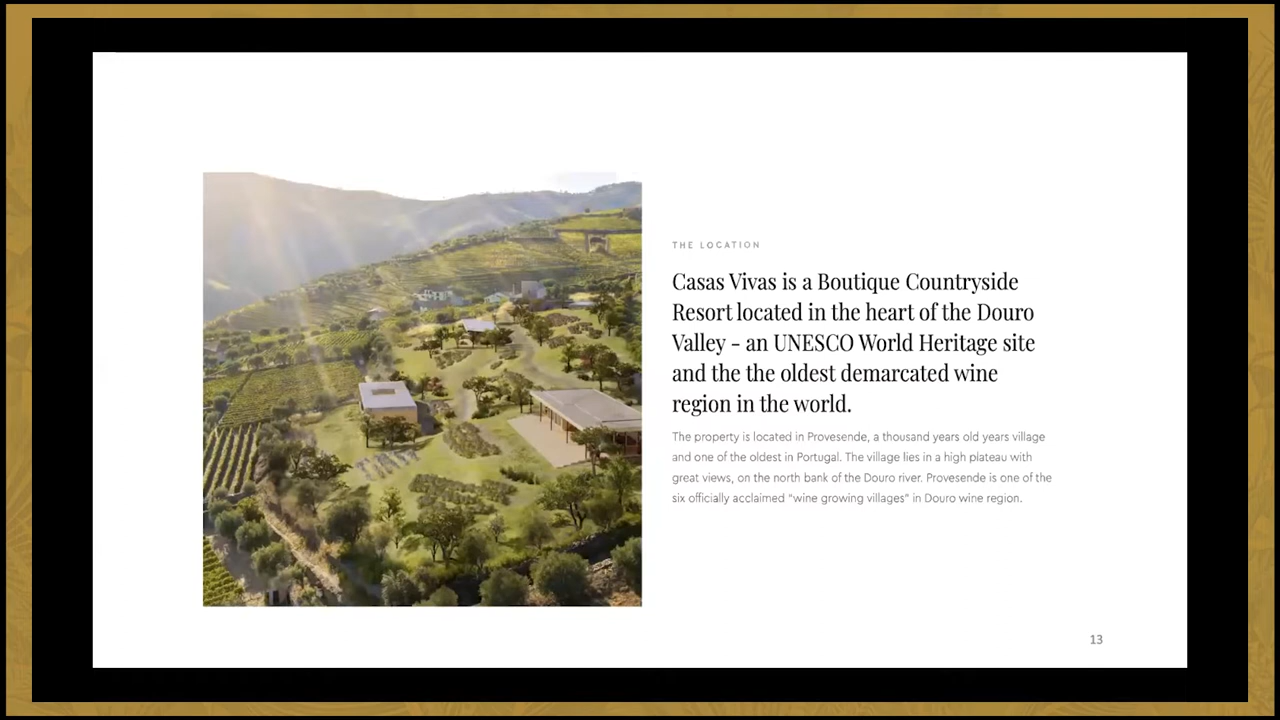 THE LOCATION
Casas Vivas is a Boutique Countryside
Resort located in the heart of the Douro
Valley – an UNESCO World Heritage site
and the the oldest demarcated wine
region in the world.
The property is located in Provesende, a thousand years old years village
and one of the oldest in Portugal. The village lies in a high plateau with
great views, on the north bank of the Douro river. Provesende is one of the
six officially acclaimed “wine growing villages” in Douro wine region.
13